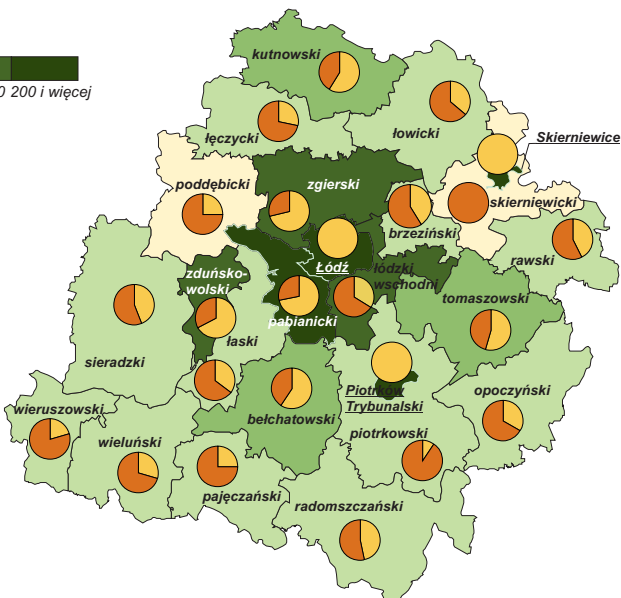 kutnowski
0 200 i więcej
łęczycki
łowicki
Skierniewice
poddębicki
zgierski
skierniewicki
brzeziński
rawski
zduńsko-
wolski
Łódź
łódzki
wschodni
tomaszowski
pabianicki
łaski
sieradzki
Piotrków
Trybunalski
opoczyński
wieruszowski
bełchatowski
piotrkowski
wieluński
pajęczański
radomszczański